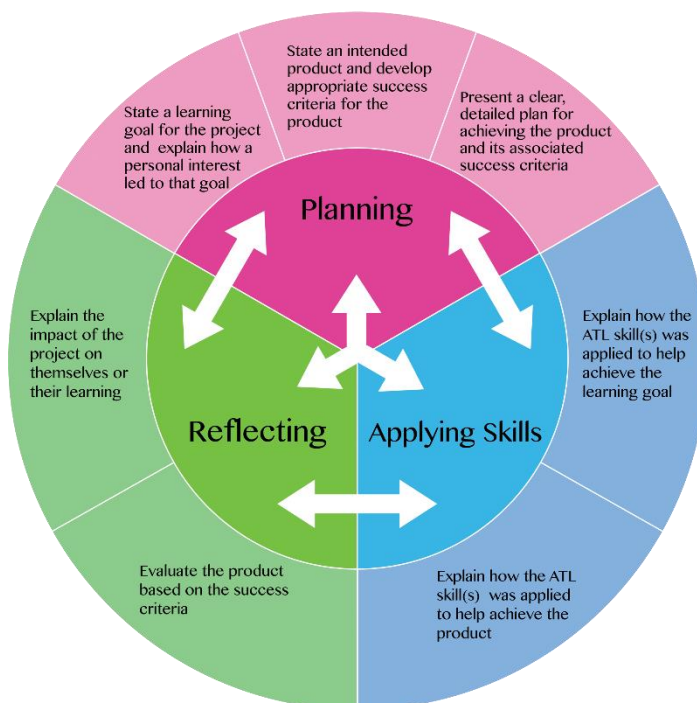 State an intended
product and develop
appropriate success
criteria for the
product
State a learning
goal for the project
and explain how a
personal interest
led to that goal
Present a clear,
detailed plan for
achieving the product
and its associated
success criteria
Planning
Explain the
impact of the
project on
themselves or
their learning
Explain how the
ATL skill(s) was
applied to help
achieve the
learning goal
Reflecting
Applying Skills
Evaluate the product
based on the success
criteria
Explain how the ATL
skill(s) was applied
to help achieve the
product